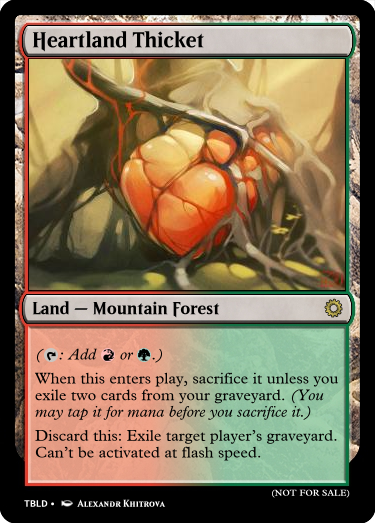 Heartland Thicket
Land — Mountain Forest
(: Add or .)
When this enters play, sacrifice it unless you
exile two cards from your graveyard. (You
may tap it for mana before you sacrifice it.)
Discard this: Exile target player's graveyard.
Can't be activated at flash speed.
(NOT FOR SALE)
TBLD • Alexandr Khitrova